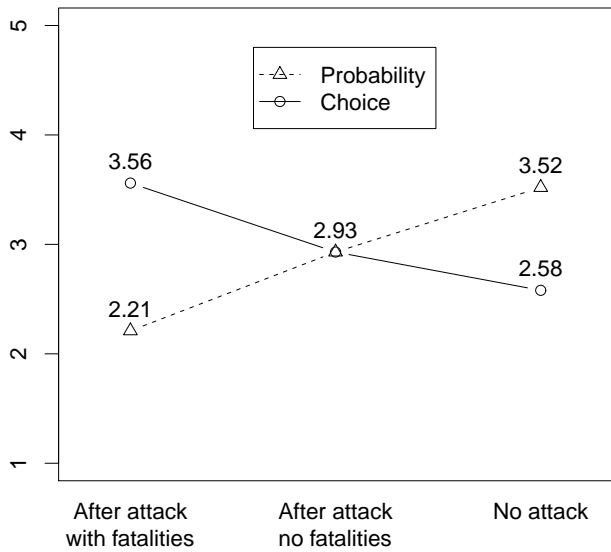 5
Probability
Choice
4
3.56
3.52
3
2.93
2.58
2.21
2
1
After attack
with fatalities
After attack
no fatalities
No attack